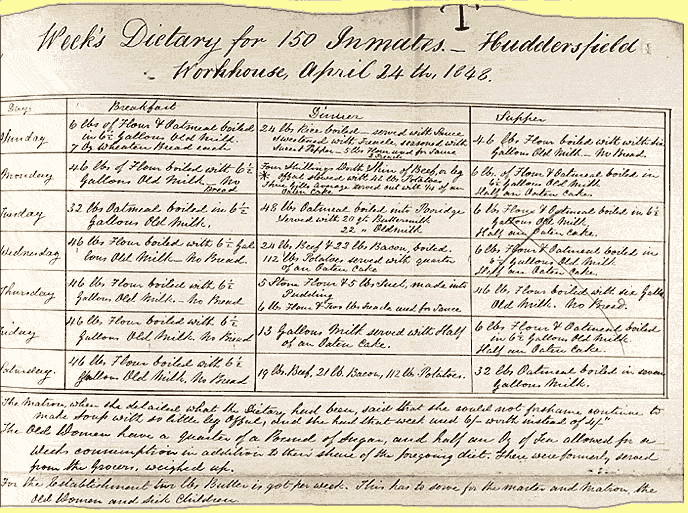 T
Week's Dietary for 150 Inmates. — Huddersfield
Workhouse, April 24th, 1848.
Days Breakfast Dinner Supper
Sunday
6 lbs of Flour & Oatmeal boiled
in 6½ Gallons Old Milk
7 oz Wheaten Bread each
24 lbs Rice boiled — served with Sauce
Sweetened with Treacle, seasoned with
Sweet Pepper — 3 lbs Flour used for Sauce
& Treacle
46 lbs Flour boiled with six
Gallons Old Milk — No Bread.
Monday
46 lbs of Flour boiled with 6½
Gallons Old Milk — No
Bread
Four Shillings Worth Shin of Beef, or leg
* offal stewed with 42 lbs Potatoes
Shin, bills average served out with ¼ of an
Oaten Cake
6 lbs of Flour & Oatmeal boiled in
6½ Gallons Old Milk
Half an Oaten Cake.
Tuesday
32 lbs Oatmeal boiled in 6½
Gallons Old Milk.
48 lbs Oatmeal boiled into Porridge
Served with 20 qts Buttermilk
22 " Oldmilk
6 lbs Flour & Oatmeal boiled in 6½
Gallons Old Milk
Half an Oaten Cake.
Wednesday
46 lbs Flour boiled with 6½ Gal
lons Old Milk — No Bread.
24 lbs Beef & 22 lbs Bacon, boiled.
112 lbs Potatoes served with quarter
of an Oaten Cake
6 lbs Flour & Oatmeal boiled in
6½ Gallons Old Milk
Half an Oaten Cake.
Thursday
46 lbs Flour boiled with 6½
Gallons Old Milk — No Bread
5 Stone Flour & 5 lbs Suet, made into
Pudding
6 lbs Flour & Two lbs Treacle used for Sauce
46 lbs Flour boiled with six Galls
Old Milk. No Bread.
Friday
46 lbs Flour boiled with 6½
Gallons Old Milk — No Bread
13 Gallons Milk served with Half
of an Oaten Cake.
6 lbs Flour & Oatmeal boiled
in 6½ Gallons Old Milk.
Half an Oaten Cake.
Saturday.
46 lbs Flour boiled with 6½
Gallons Old Milk, No Bread
19 lbs Beef, 21 lbs Bacon, 112 lbs Potatoes.
32 lbs Oatmeal boiled in seven
Gallons Milk.
The Matron, when she detailed what the Dietary had been, said that she could not for shame continue to
make Soup with so little leg Offal, and she had that week used 6/- worth instead of 4/-"
The Old Women have a quarter of a Pound of Sugar, and half an Oz of Tea allowed for a
weeks consumption in addition to their share of the foregoing diet. These were formerly served
from the Grocers, weighed up.
For the Establishment two lbs Butter is got per week. This has to serve for the master and Matron, the
Old Women and sick Children.